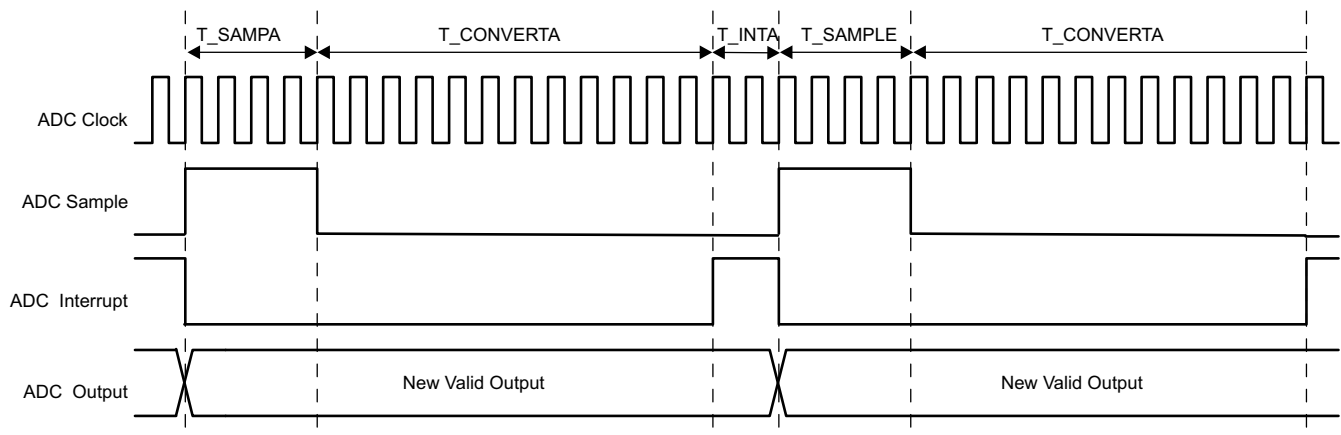 T_SAMPA T_CONVERTA T_INTA T_SAMPLE T_CONVERTA
ADC Clock
ADC Sample
ADC Interrupt
ADC Output
New Valid Output New Valid Output